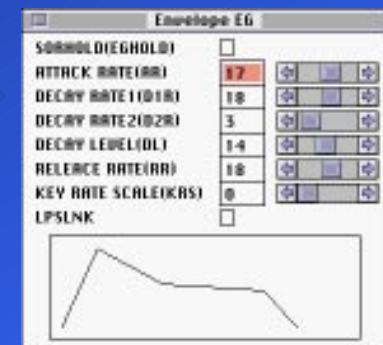 Envelope EG
SORHOLD(EGHOLD)
ATTACK RATE(AR) 17
DECAY RATE1(D1R) 18
DECAY RATE2(D2R) 3
DECAY LEVEL(DL) 14
RELEACE RATE(RR) 18
KEY RATE SCALE(KRS) 0
LPSLNK